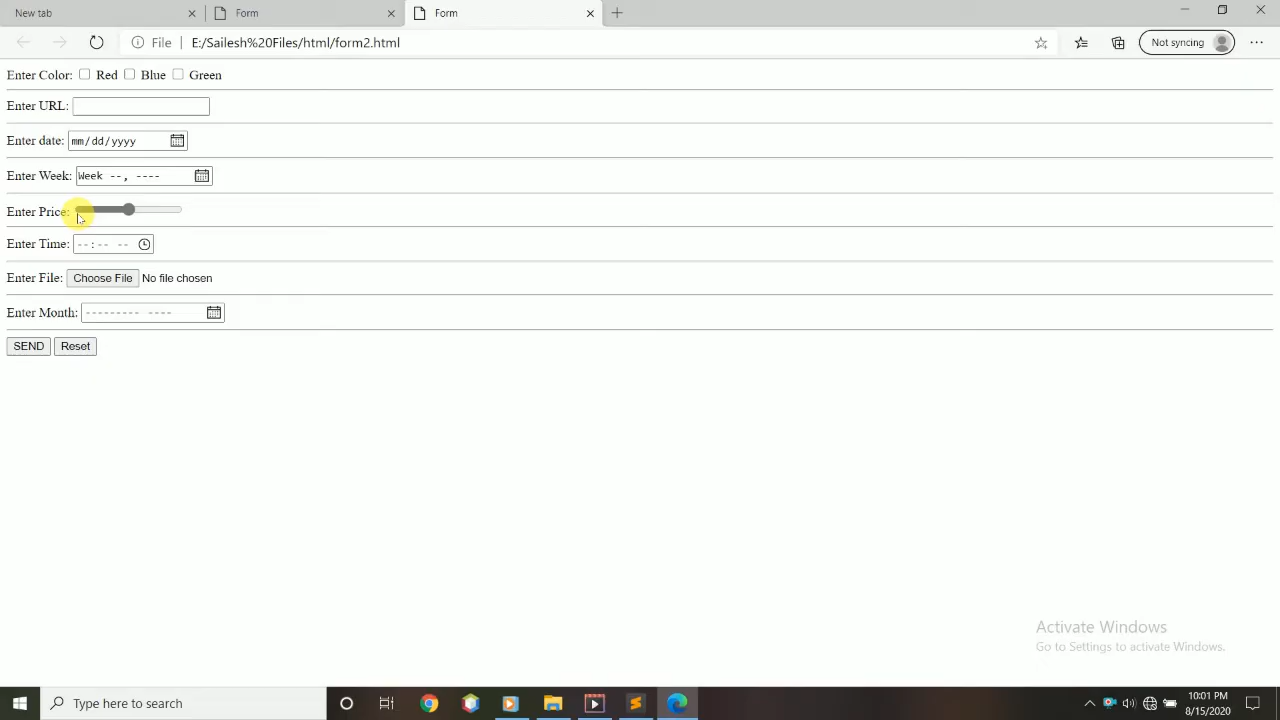 New tab
Form
Form
File | E:/Sailesh%20Files/html/form2.html
Not syncing
Enter Color: Red Blue Green
Enter URL:
Enter date: mm/dd/yyyy
Enter Week: Week --, ----
Enter Price:
Enter Time: --:-- --
Enter File: Choose File No file chosen
Enter Month: --------- ----
SEND Reset
Activate Windows
Go to Settings to activate Windows.
Type here to search
10:01 PM
8/15/2020